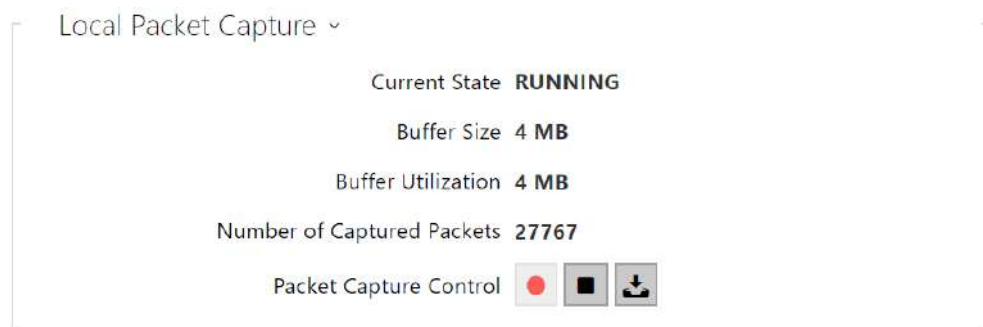 Local Packet Capture
Current State RUNNING
Buffer Size 4 MB
Buffer Utilization 4 MB
Number of Captured Packets 27767
Packet Capture Control